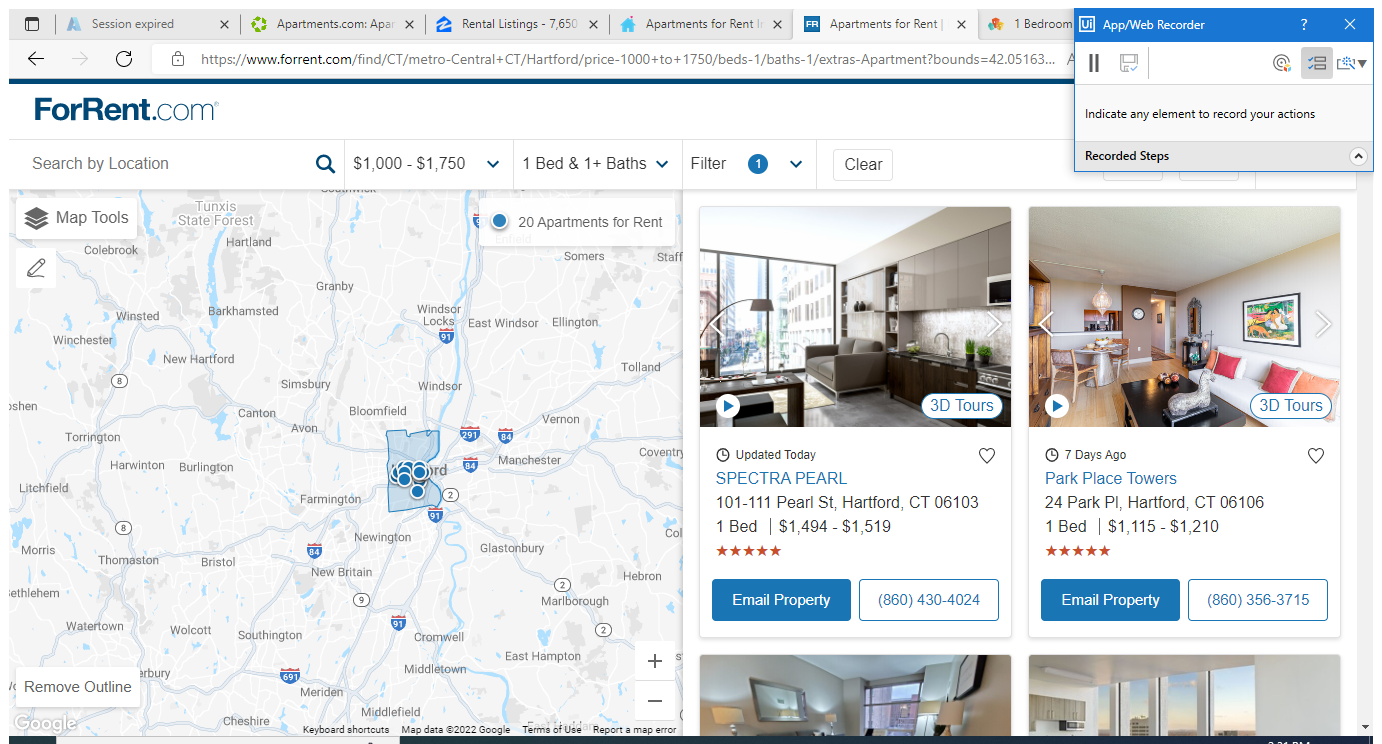 Session expired
Apartments.com: Apar
Rental Listings - 7,650
Apartments for Rent In
Apartments for Rent |
1 Bedroom
App/Web Recorder
https://www.forrent.com/find/CT/metro-Central+CT/Hartford/price-1000+to+1750/beds-1/baths-1/extras-Apartment?bounds=42.05163...
Indicate any element to record your actions
Recorded Steps
ForRent.com
Search by Location
$1,000 - $1,750
1 Bed & 1+ Baths
Filter 1
Clear
Map Tools
20 Apartments for Rent
Tunxis
State Forest
Colebrook
Hartland
Enfield
Somers
Staff
Granby
Winsted
Barkhamsted
Windsor
Locks
East Windsor
Ellington
91
Winchester
New Hartford
Tolland
8
Simsbury
Windsor
Canton
Bloomfield
Vernon
Avon
291
84
Torrington
Coventry
Harwinton
Burlington
Manchester
84
Litchfield
Farmington
2
91
8
Newington
Glastonbury
Morris
84
Thomaston
Bristol
New Britain
Hebron
2
9
Marlborough
Watertown
Wolcott
91
2
Southington
Cromwell
East Hampton
691
Middletown
Remove Outline
Meriden
Middlefield
Cheshire
Google
Keyboard shortcuts
Map data ©2022 Google
Terms of Use
Report a map error
3D Tours
Updated Today
SPECTRA PEARL
101-111 Pearl St, Hartford, CT 06103
1 Bed | $1,494 - $1,519
Email Property
(860) 430-4024
3D Tours
7 Days Ago
Park Place Towers
24 Park Pl, Hartford, CT 06106
1 Bed | $1,115 - $1,210
Email Property
(860) 356-3715